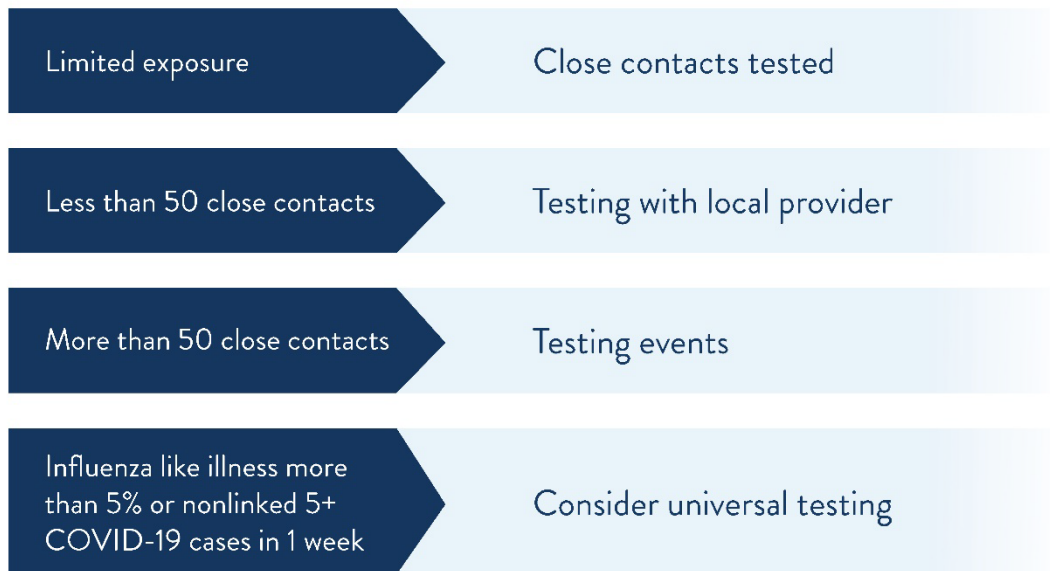 Limited exposure
Close contacts tested
Less than 50 close contacts
Testing with local provider
More than 50 close contacts
Testing events
Influenza like illness more
than 5% or nonlinked 5+
COVID-19 cases in 1 week
Consider universal testing